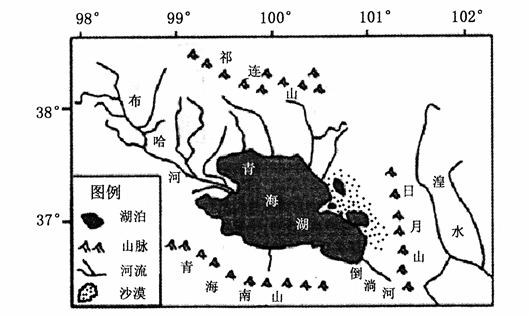 98° 99° 100° 101° 102°
38°
37°
祁连山
布哈河
青海湖
日月山
湟水
倒淌河
青海南山
图例
湖泊
山脉
河流
沙漠